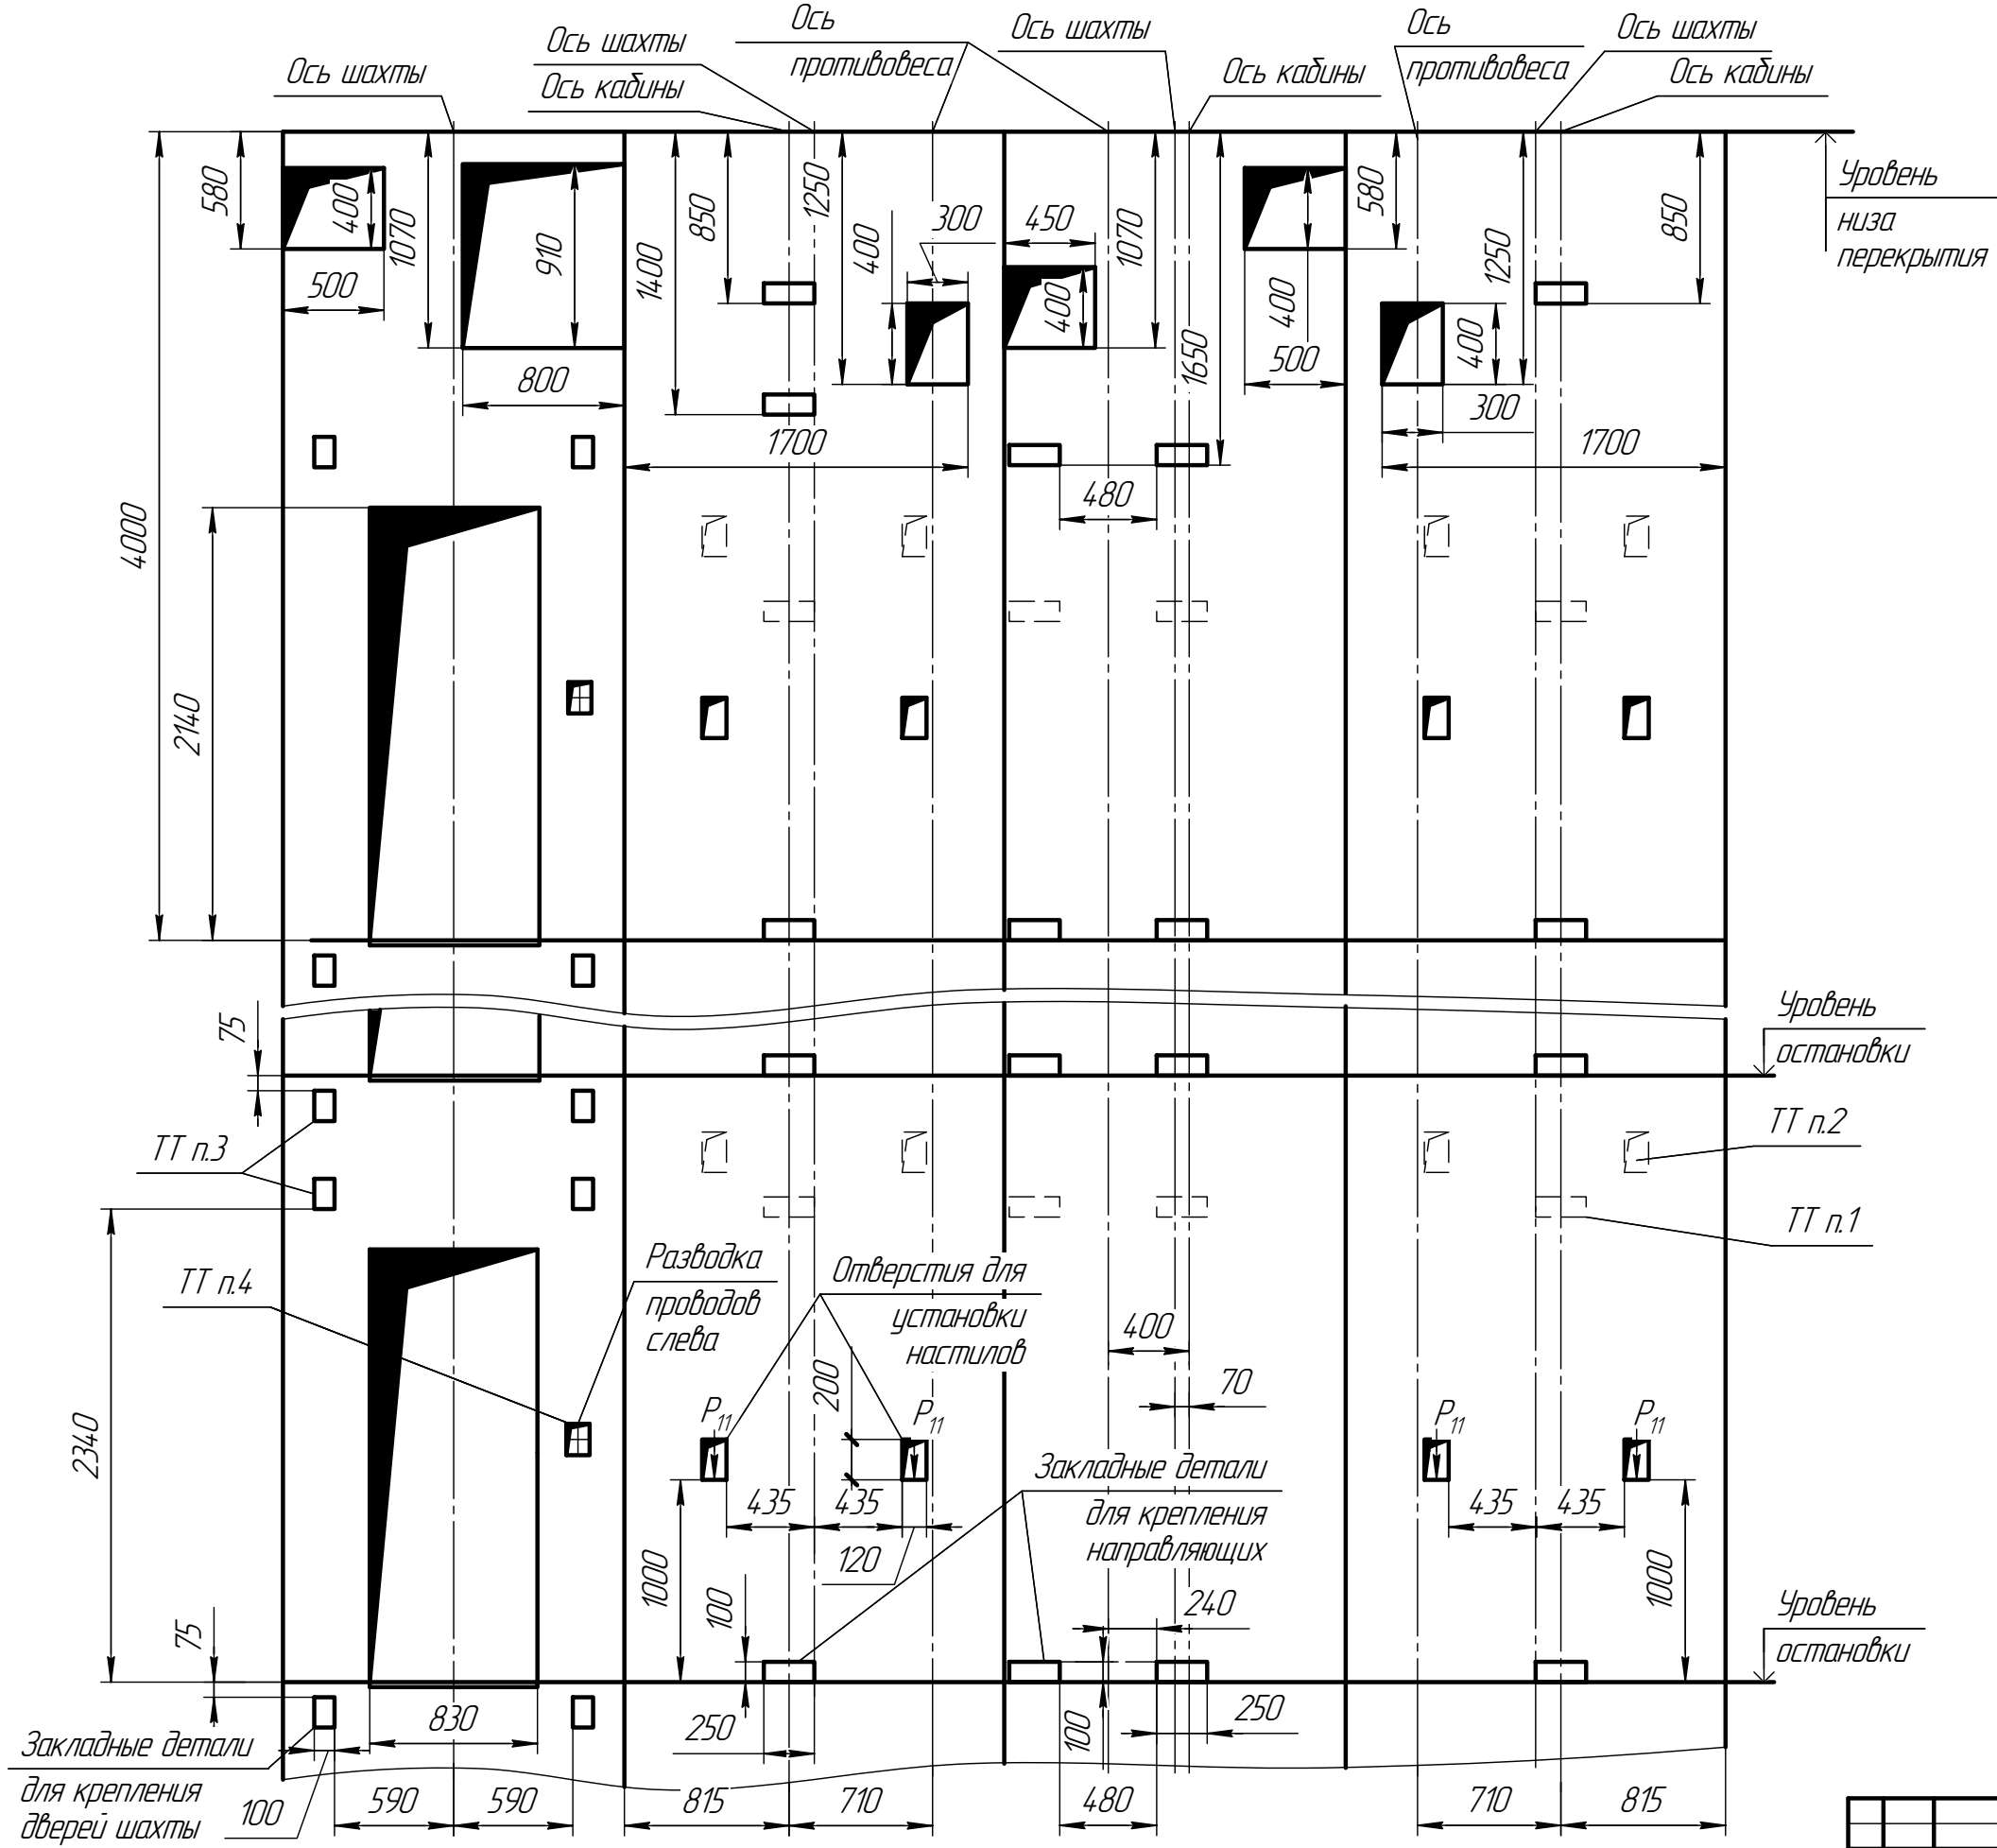 Ось шахты
Ось шахты
Ось кабины
Ось
противовеса
Ось шахты
Ось кабины
Ось
противовеса
Ось шахты
Ось кабины
Уровень
низа
перекрытия
580
400
500
1070
910
800
1400
850
1250
400
300
1700
450
400
1070
1650
480
400
500
580
1250
400
300
1700
850
4000
2140
75
Уровень
остановки
ТТ п.3
ТТ п.2
ТТ п.1
ТТ п.4
Разводка
проводов
слева
Отверстия для
установки
настилов
400
70
200
P11
P11
P11
P11
2340
435
435
120
1000
100
Закладные детали
для крепления
направляющих
240
435
435
1000
75
Уровень
остановки
830
250
100
250
Закладные детали
для крепления
дверей шахты
100
590
590
815
710
480
710
815